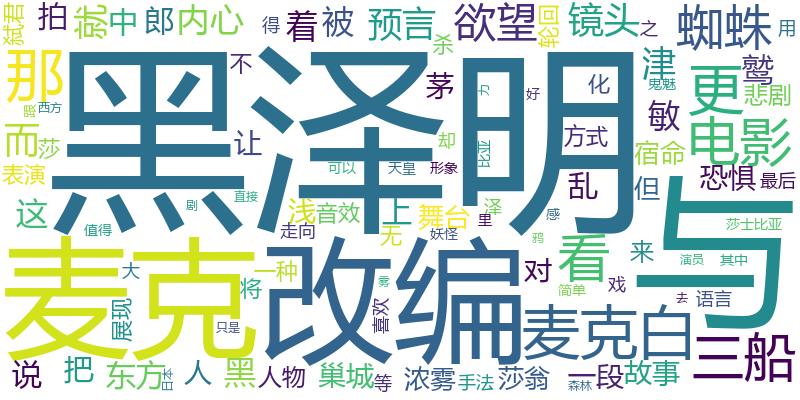 弑君 拍 就 中 郎 内心 得 着 被 预言 欲望 轮回 镜头 之 蜘蛛 用
那 黑泽明 不 杀 茅 力 好 化 津 鬼魅 更 鹫 悲剧
西方 而 莎 让 却 比亚 方式 敏 宿命 电影
表演 可以 天皇 形象 乱 但 恐惧 最后
这 剧 直接 浅 音效 上 舞台 泽 里 感 与 莎士比亚
值得 走向 无 妖怪 鸦 来 演员 其中
麦克 改编 看 大 一种 将 雾 喜欢 对 简单 戏 去 语言
展现 只是 麦克白 三船
说 把 东方 日本 人 黑 人物 巢城 等 浓雾 手法 莎翁 森林 一段 故事